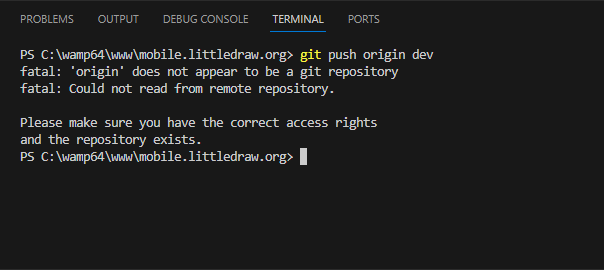 PROBLEMS OUTPUT DEBUG CONSOLE TERMINAL PORTS
PS C:\wamp64\www\mobile.littledraw.org> git push origin dev
fatal: 'origin' does not appear to be a git repository
fatal: Could not read from remote repository.
Please make sure you have the correct access rights
and the repository exists.
PS C:\wamp64\www\mobile.littledraw.org>